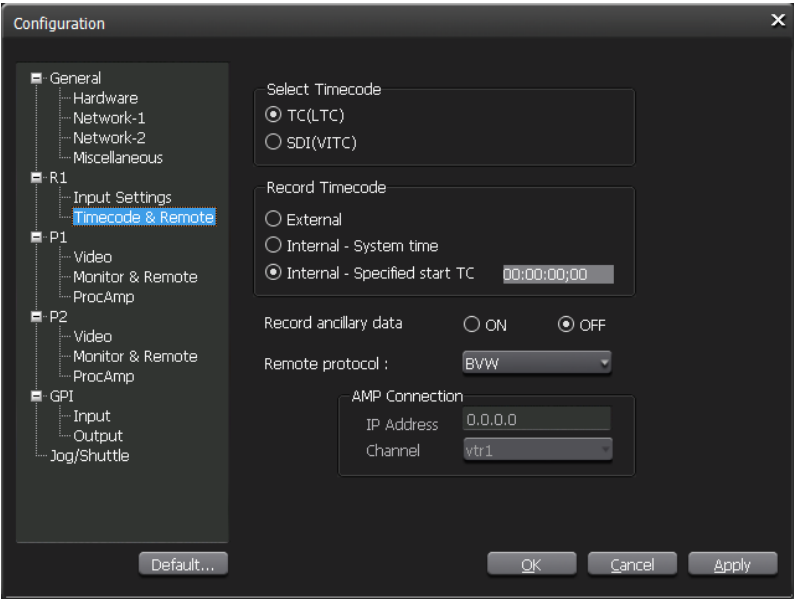 Configuration
General
Hardware
Network-1
Network-2
Miscellaneous
R1
Input Settings
Timecode & Remote
P1
Video
Monitor & Remote
ProcAmp
P2
Video
Monitor & Remote
ProcAmp
GPI
Input
Output
Jog/Shuttle
Default...
Select Timecode
TC(LTC)
SDI(VITC)
Record Timecode
External
Internal - System time
Internal - Specified start TC 00:00:00;00
Record ancillary data ON OFF
Remote protocol : BVW
AMP Connection
IP Address 0.0.0.0
Channel vtr1
OK Cancel Apply